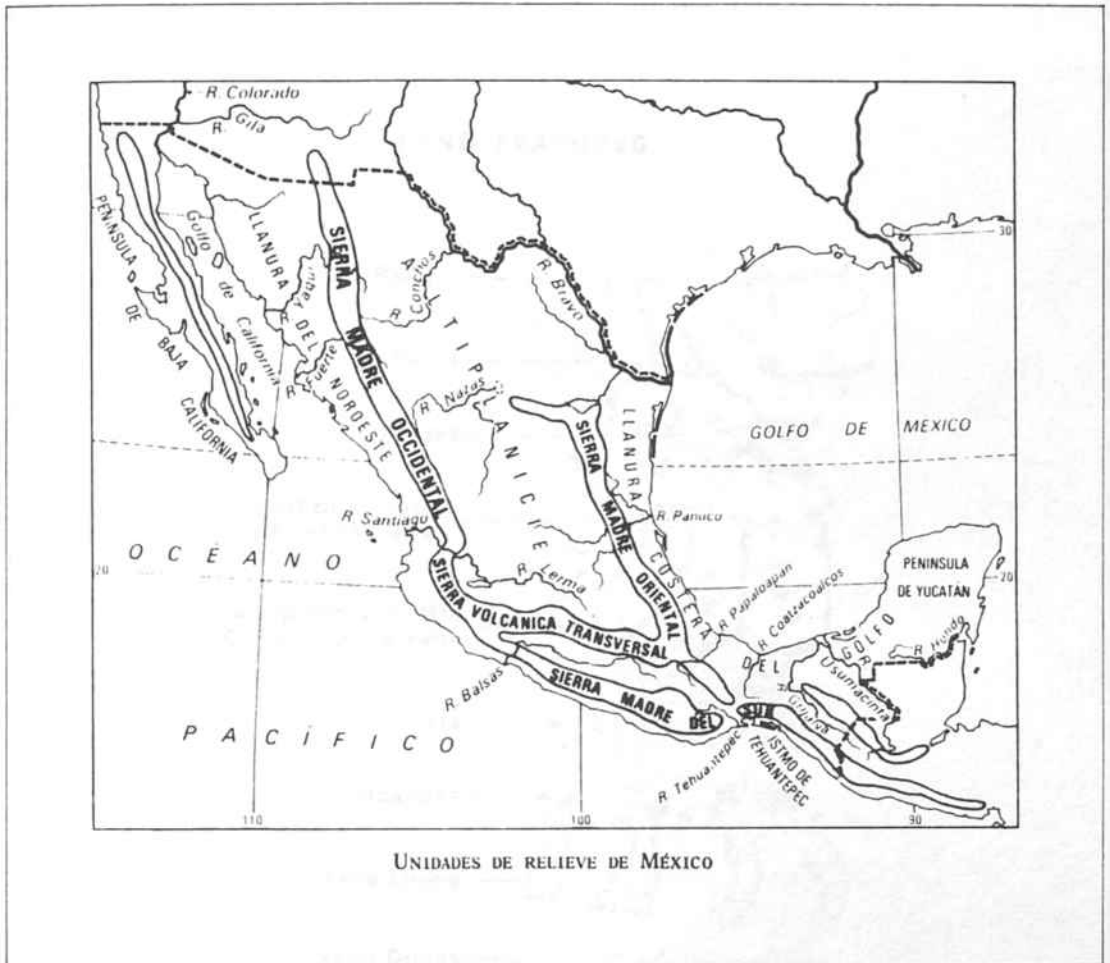 R. Colorado
R. Gila
PENINSULA DE BAJA CALIFORNIA
Golfo de California
LLANURA DEL NOROESTE
Yaqui
R. Fuerte
SIERRA MADRE OCCIDENTAL
R. Conchos
ALTIPLANICIE
R. Bravo
R. Nazas
SIERRA MADRE ORIENTAL
LLANURA COSTERA DEL GOLFO
GOLFO DE MÉXICO
30
R. Santiago
R. Panuco
OCÉANO
20
R. Lerma
SIERRA VOLCANICA TRANSVERSAL
R. Papaloapan
R. Coatzacoalcos
PENINSULA
DE YUCATÁN
20
R. Hondo
Usumacinta
R. Grijalva
R. Balsas
SIERRA MADRE DEL SUR
PACÍFICO
R. Tehuantepec
ISTMO DE
TEHUANTEPEC
110
100
90
UNIDADES DE RELIEVE DE MÉXICO